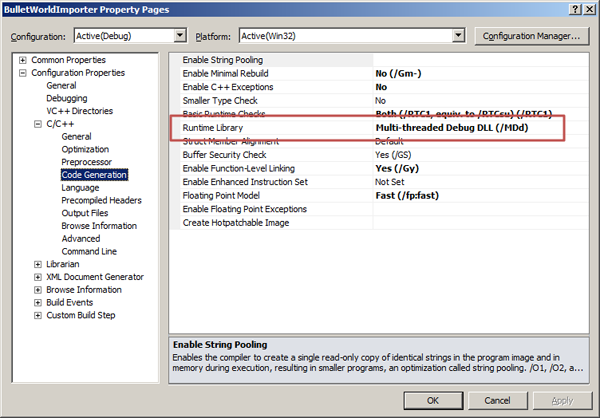 BulletWorldImporter Property Pages
Configuration: Active(Debug) Platform: Active(Win32) Configuration Manager...
Common Properties
Configuration Properties
General
Debugging
VC++ Directories
C/C++
General
Optimization
Preprocessor
Code Generation
Language
Precompiled Headers
Output Files
Browse Information
Advanced
Command Line
Librarian
XML Document Generator
Browse Information
Build Events
Custom Build Step
Enable String Pooling
Enable Minimal Rebuild No (/Gm-)
Enable C++ Exceptions No
Smaller Type Check No
Basic Runtime Checks Both (/RTC1, equiv. to /RTCsu) (/RTC1)
Runtime Library Multi-threaded Debug DLL (/MDd)
Struct Member Alignment Default
Buffer Security Check Yes (/GS)
Enable Function-Level Linking Yes (/Gy)
Enable Enhanced Instruction Set Not Set
Floating Point Model Fast (/fp:fast)
Enable Floating Point Exceptions
Create Hotpatchable Image
Enable String Pooling
Enables the compiler to create a single read-only copy of identical strings in the program image and in
memory during execution, resulting in smaller programs, an optimization called string pooling. /O1, /O2, a...
OK Cancel Apply